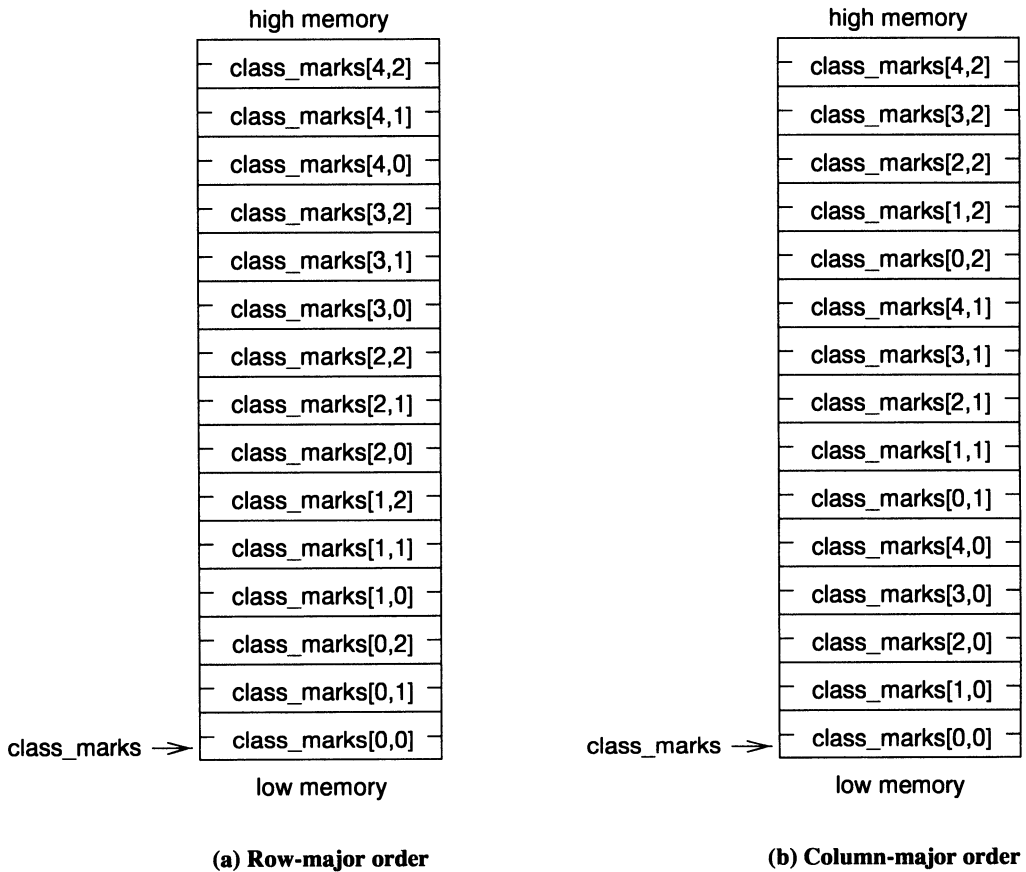 high memory
class_marks[4,2]
class_marks[4,1]
class_marks[4,0]
class_marks[3,2]
class_marks[3,1]
class_marks[3,0]
class_marks[2,2]
class_marks[2,1]
class_marks[2,0]
class_marks[1,2]
class_marks[1,1]
class_marks[1,0]
class_marks[0,2]
class_marks[0,1]
class_marks[0,0]
class_marks
low memory
(a) Row-major order
high memory
class_marks[4,2]
class_marks[3,2]
class_marks[2,2]
class_marks[1,2]
class_marks[0,2]
class_marks[4,1]
class_marks[3,1]
class_marks[2,1]
class_marks[1,1]
class_marks[0,1]
class_marks[4,0]
class_marks[3,0]
class_marks[2,0]
class_marks[1,0]
class_marks[0,0]
class_marks
low memory
(b) Column-major order